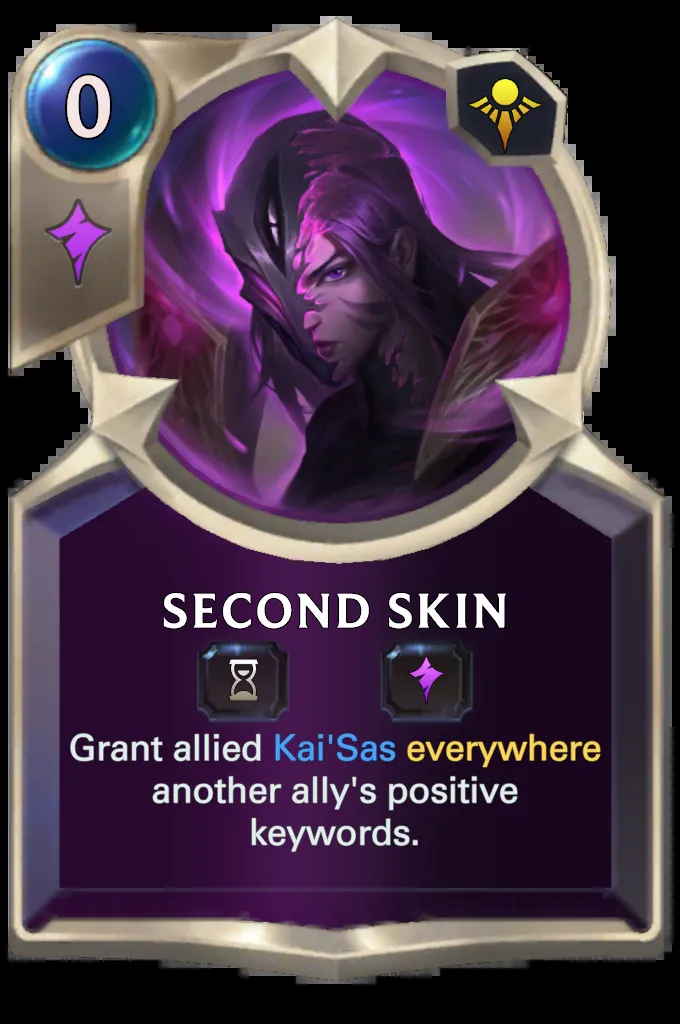 0
SECOND SKIN
Grant allied Kai'Sas everywhere
another ally's positive
keywords.